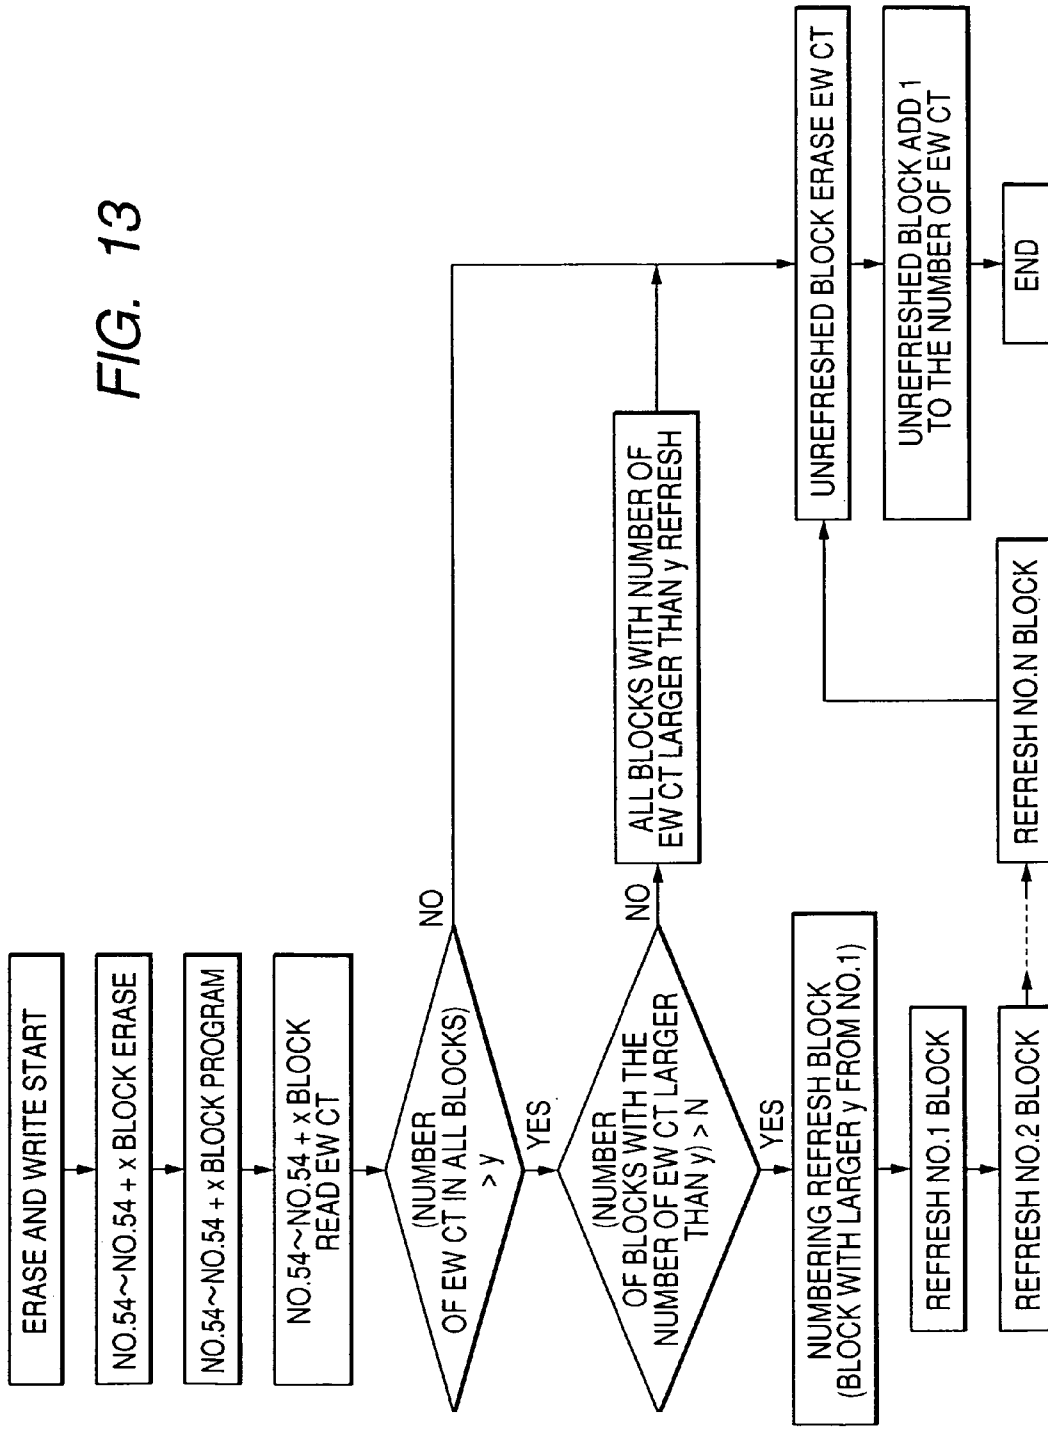 FIG. 13
ERASE AND WRITE START
NO.54~NO.54 + x BLOCK ERASE
NO.54~NO.54 + x BLOCK PROGRAM
NO.54~NO.54 + x BLOCK
READ EW CT
(NUMBER
OF EW CT IN ALL BLOCKS)
> y
NO
YES
(NUMBER
OF BLOCKS WITH THE
NUMBER OF EW CT LARGER
THAN y) > N
NO
YES
ALL BLOCKS WITH NUMBER OF
EW CT LARGER THAN y REFRESH
NUMBERING REFRESH BLOCK
(BLOCK WITH LARGER y FROM NO.1)
REFRESH NO.1 BLOCK
REFRESH NO.2 BLOCK
REFRESH NO.N BLOCK
UNREFRESHED BLOCK ERASE EW CT
UNREFRESHED BLOCK ADD 1
TO THE NUMBER OF EW CT
END